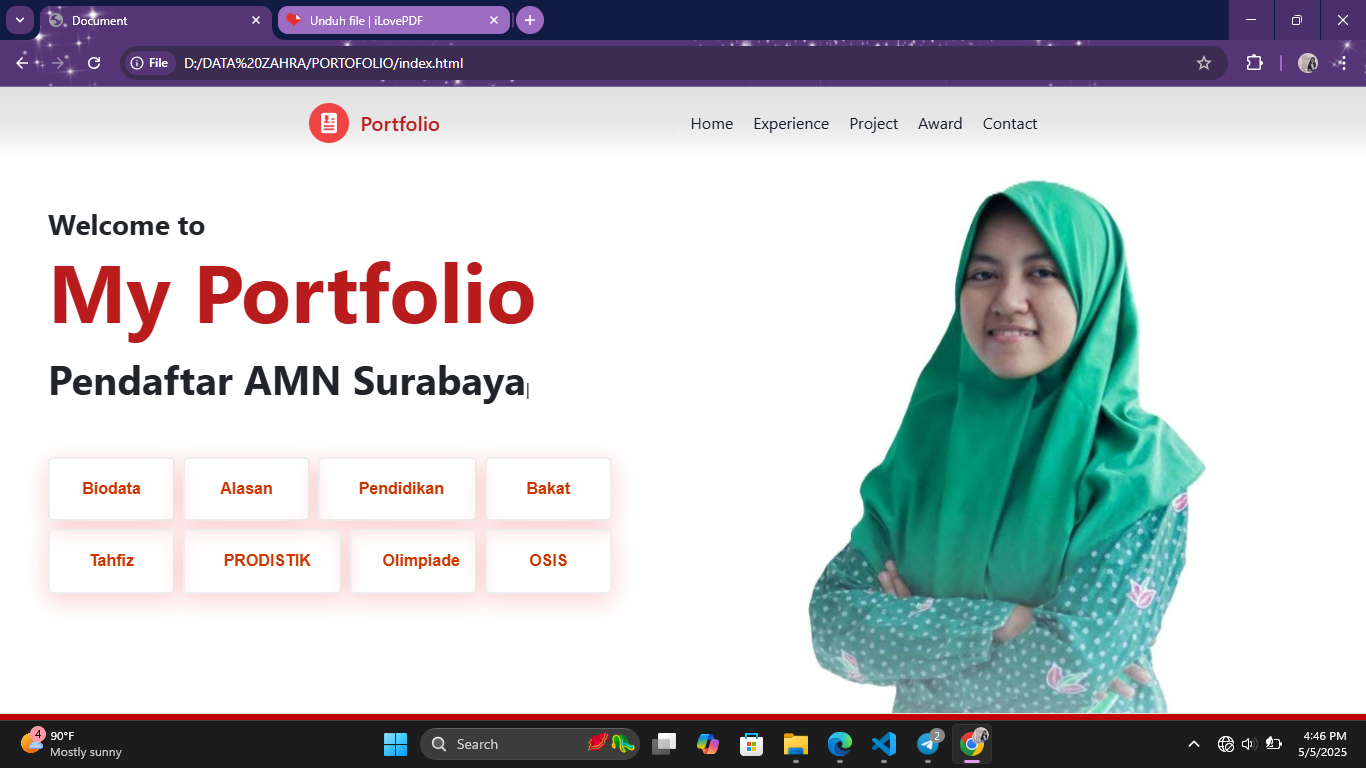 Document
Unduh file | iLovePDF
File
D:/DATA%20ZAHRA/PORTOFOLIO/index.html
Portfolio
Home Experience Project Award Contact
Welcome to
My Portfolio
Pendaftar AMN Surabaya
Biodata Alasan Pendidikan Bakat
Tahfiz PRODISTIK Olimpiade OSIS
4
90°F
Mostly sunny
Search
2
4:46 PM
5/5/2025